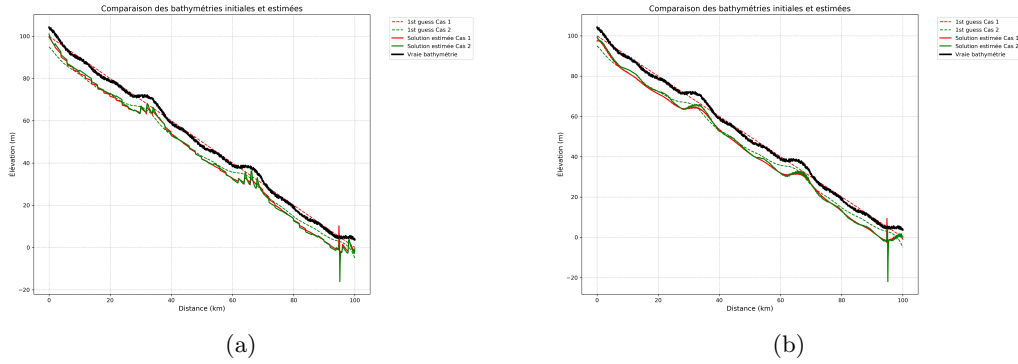 Comparaison des bathymétries initiales et estimées
1st guess Cas 1
1st guess Cas 2
Solution estimée Cas 1
Solution estimée Cas 2
Vraie bathymétrie
Élévation (m)
100
80
60
40
20
0
−20
0 20 40 60 80 100
Distance (km)
(a)
Comparaison des bathymétries initiales et estimées
1st guess Cas 1
1st guess Cas 2
Solution estimée Cas 1
Solution estimée Cas 2
Vraie bathymétrie
Élévation (m)
100
80
60
40
20
0
−20
0 20 40 60 80 100
Distance (km)
(b)